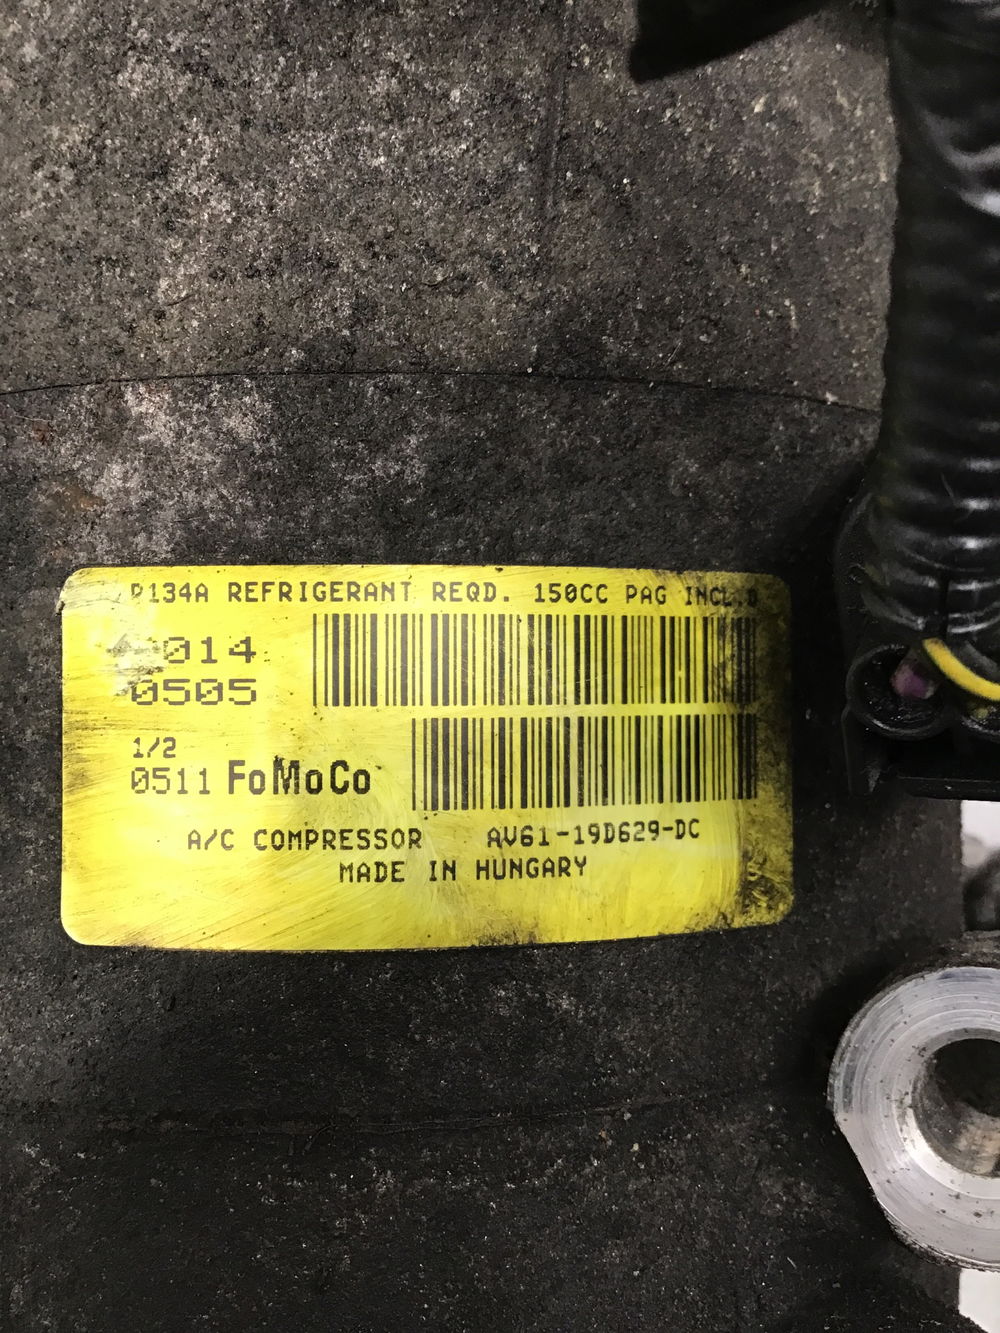 R134A REFRIGERANT REQD. 150CC PAG INCL.D
014
0505
1/2
0511 FoMoCo
A/C COMPRESSOR AV61-19D629-DC
MADE IN HUNGARY